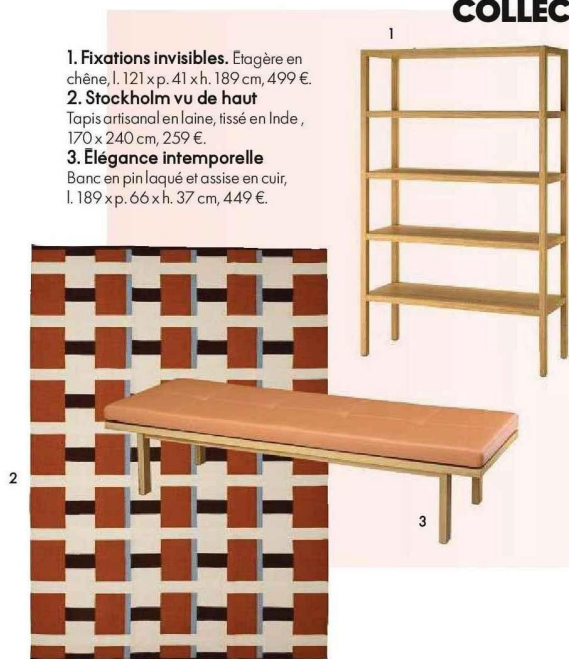 COLLEC
1
1. Fixations invisibles. Étagère en
chêne, l. 121 x p. 41 x h. 189 cm, 499 €.
2. Stockholm vu de haut
Tapis artisanal en laine, tissé en Inde ,
170 x 240 cm, 259 €.
3. Élégance intemporelle
Banc en pin laqué et assise en cuir,
l. 189 x p. 66 x h. 37 cm, 449 €.
2
3